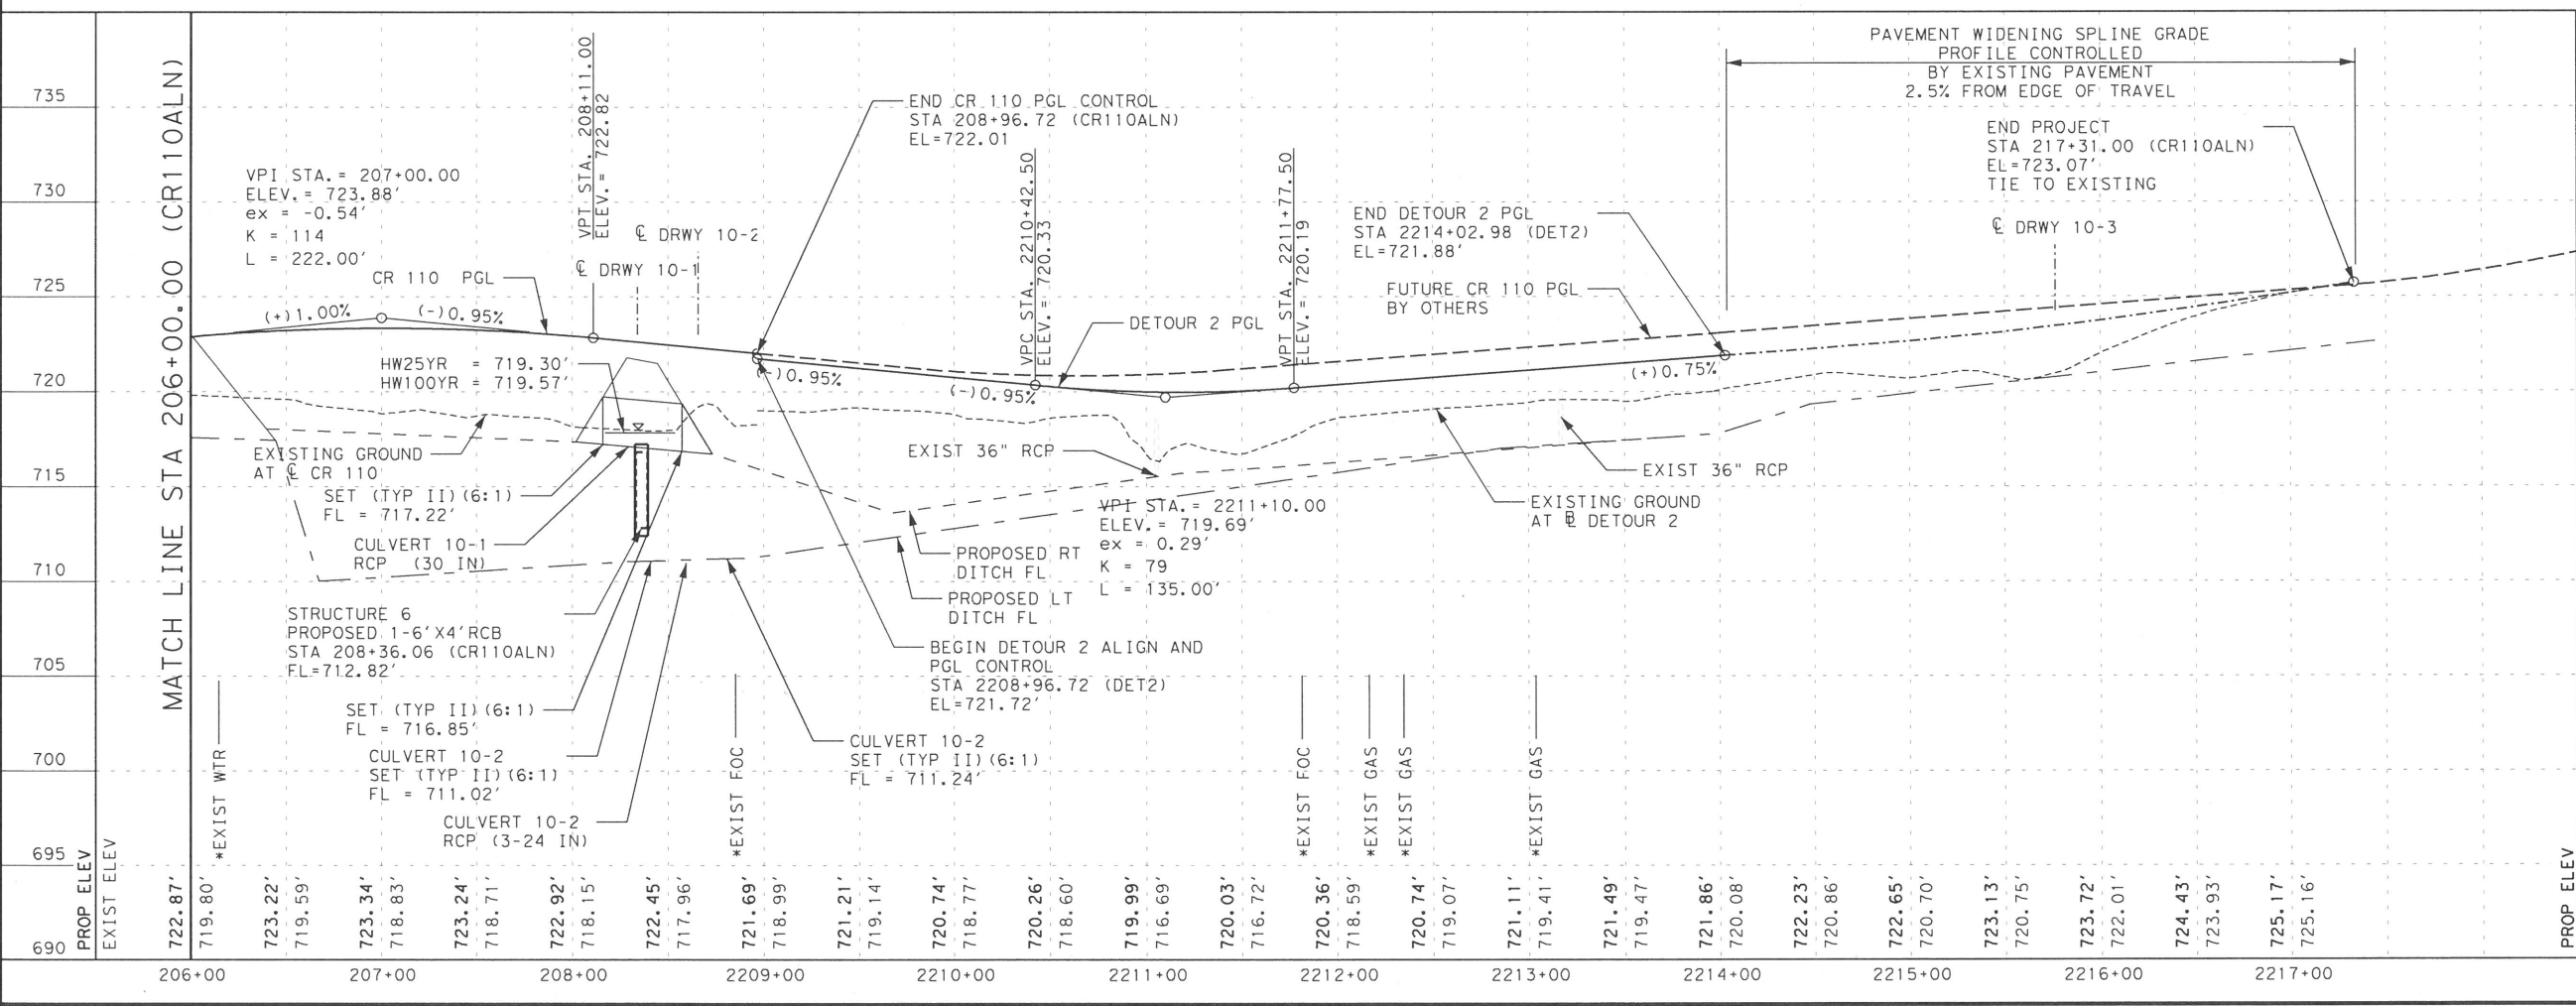 PAVEMENT WIDENING SPLINE GRADE
PROFILE CONTROLLED
BY EXISTING PAVEMENT
2.5% FROM EDGE OF TRAVEL
MATCH LINE STA 206+00.00 (CR110ALN)
735
730
725
720
715
710
705
700
695
690
VPI STA.= 207+00.00
ELEV.= 723.88'
ex = -0.54'
K = 114
L = 222.00'
CR 110 PGL
(+)1.00%
(-)0.95%
VPT STA. 208+11.00
ELEV.= 722.82
℄ DRWY 10-2
℄ DRWY 10-1
END CR 110 PGL CONTROL
STA 208+96.72 (CR110ALN)
EL=722.01
VPC STA. 2210+42.50
ELEV.= 720.33
VPT STA. 2211+77.50
ELEV.= 720.19
END DETOUR 2 PGL
STA 2214+02.98 (DET2)
EL=721.88'
FUTURE CR 110 PGL
BY OTHERS
END PROJECT
STA 217+31.00 (CR110ALN)
EL=723.07'
TIE TO EXISTING
℄ DRWY 10-3
DETOUR 2 PGL
(-)0.95%
(-)0.95%
(+)0.75%
HW25YR = 719.30'
HW100YR = 719.57'
EXISTING GROUND
AT ℄ CR 110
SET (TYP II)(6:1)
FL = 717.22'
CULVERT 10-1
RCP (30 IN)
STRUCTURE 6
PROPOSED 1-6'X4'RCB
STA 208+36.06 (CR110ALN)
FL=712.82'
SET (TYP II)(6:1)
FL = 716.85'
CULVERT 10-2
SET (TYP II)(6:1)
FL = 711.02'
CULVERT 10-2
RCP (3-24 IN)
EXIST 36" RCP
VPI STA.= 2211+10.00
ELEV.= 719.69'
ex = 0.29'
K = 79
L = 135.00'
PROPOSED RT
DITCH FL
PROPOSED LT
DITCH FL
BEGIN DETOUR 2 ALIGN AND
PGL CONTROL
STA 2208+96.72 (DET2)
EL=721.72'
CULVERT 10-2
SET (TYP II)(6:1)
FL = 711.24'
EXIST 36" RCP
EXISTING GROUND
AT ⅊ DETOUR 2
*EXIST WTR
*EXIST FOC
*EXIST FOC
*EXIST GAS
*EXIST GAS
*EXIST GAS
PROP ELEV
EXIST ELEV
722.87'
719.80'
723.22'
719.59'
723.34'
718.83'
723.24'
718.71'
722.92'
718.15'
722.45'
717.96'
721.69'
718.99'
721.21'
719.14'
720.74'
718.77'
720.26'
718.60'
719.99'
716.69'
720.03'
716.72'
720.36'
718.59'
720.74'
719.07'
721.11'
719.41'
721.49'
719.47'
721.86'
720.08'
722.23'
720.86'
722.65'
720.70'
723.13'
720.75'
723.72'
722.01'
724.43'
723.93'
725.17'
725.16'
PROP ELEV
206+00
207+00
208+00
2209+00
2210+00
2211+00
2212+00
2213+00
2214+00
2215+00
2216+00
2217+00